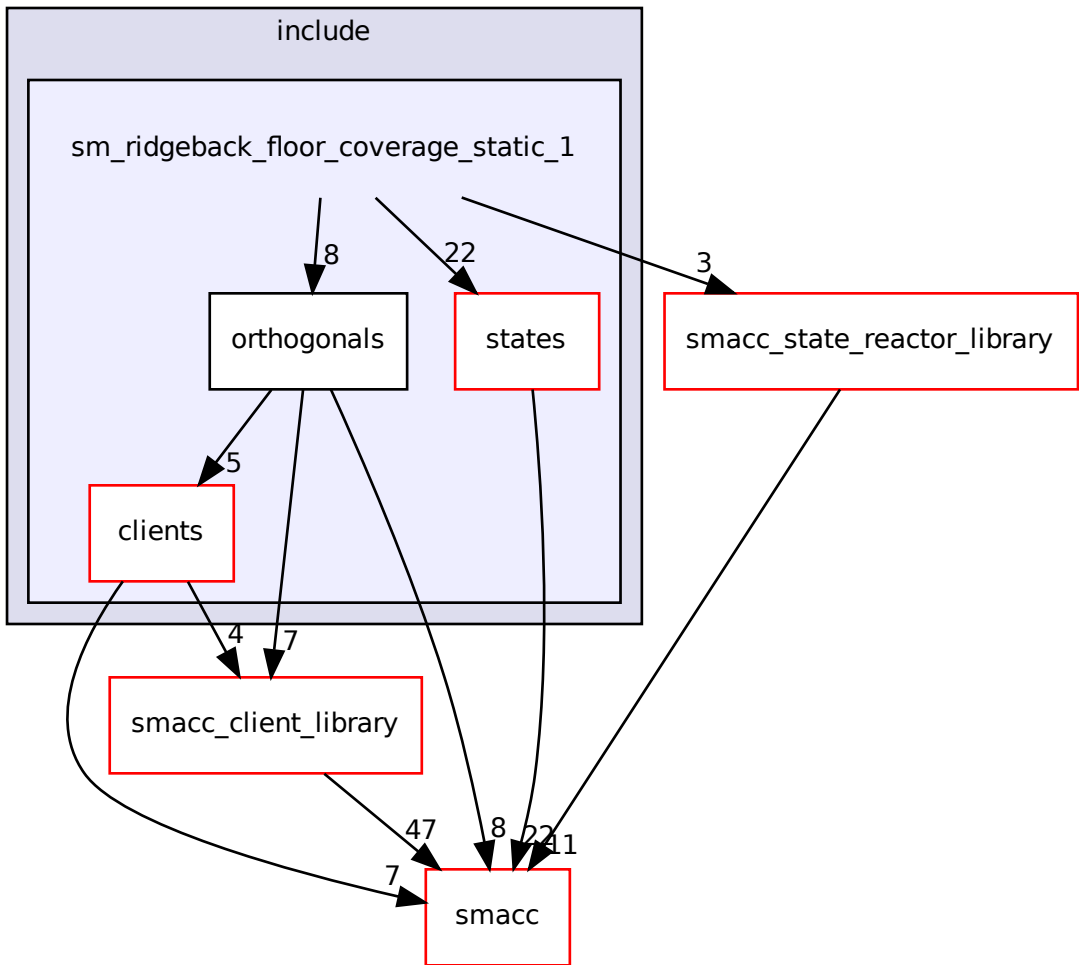 include
sm_ridgeback_floor_coverage_static_1
8
22
3
orthogonals
states
smacc_state_reactor_library
5
clients
4
7
smacc_client_library
47
8
22
11
7
smacc